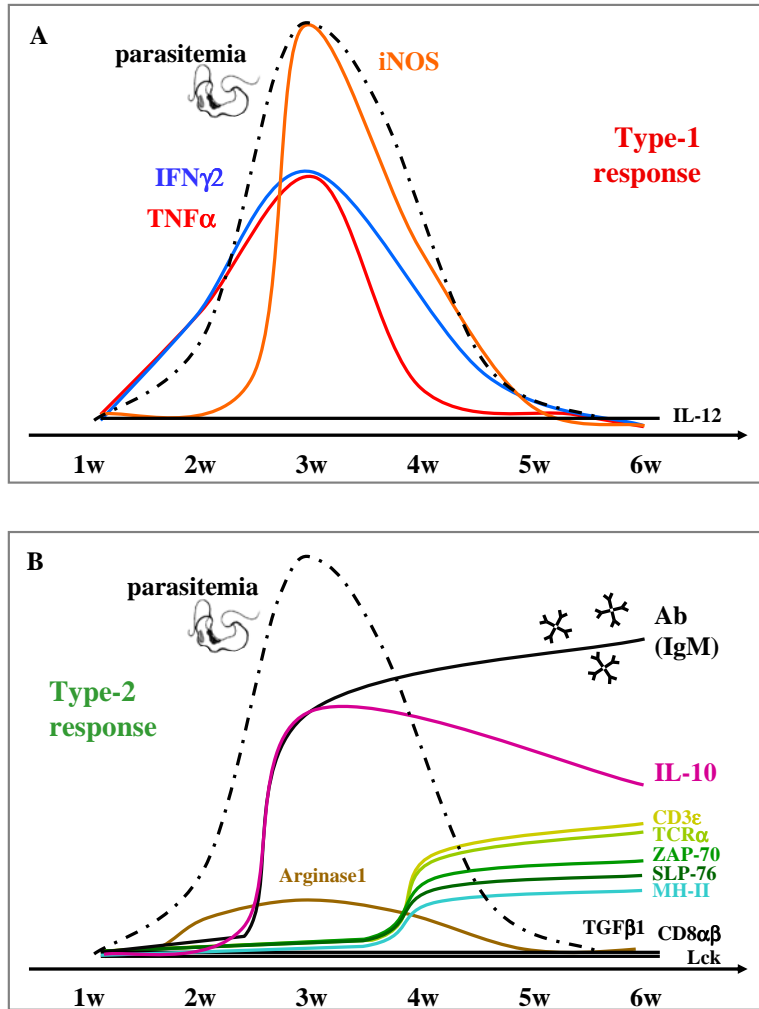 A
parasitemia
iNOS
Type-1
response
IFNγ2
TNFα
IL-12
1w 2w 3w 4w 5w 6w
B
parasitemia
Ab
(IgM)
Type-2
response
IL-10
CD3ε
TCRα
ZAP-70
Arginase1
SLP-76
MH-II
TGFβ1
CD8αβ
Lck
1w 2w 3w 4w 5w 6w